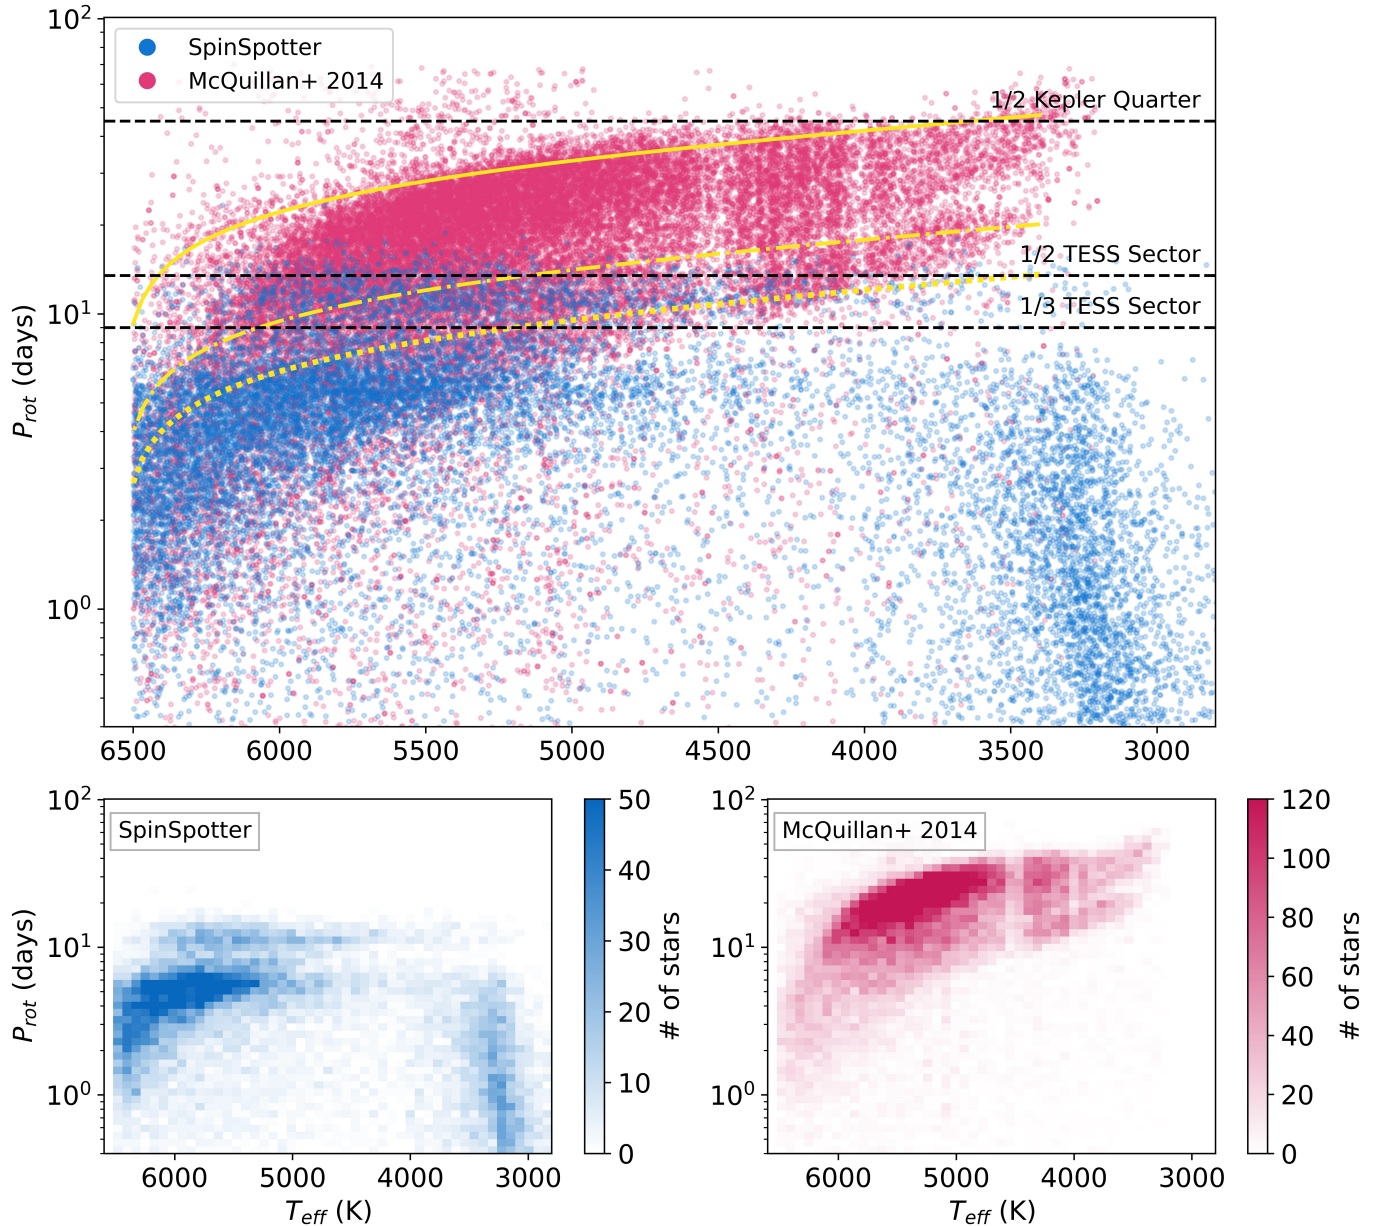 10²
SpinSpotter
McQuillan+ 2014
1/2 Kepler Quarter
1/2 TESS Sector
10¹
1/3 TESS Sector
P_rot (days)
10⁰
6500 6000 5500 5000 4500 4000 3500 3000
10² SpinSpotter 50
40
10¹ 30
P_rot (days) # of stars
20
10⁰ 10
0
6000 5000 4000 3000
T_eff (K)
10² McQuillan+ 2014 120
100
10¹ 80
60 # of stars
40
10⁰ 20
0
6000 5000 4000 3000
T_eff (K)